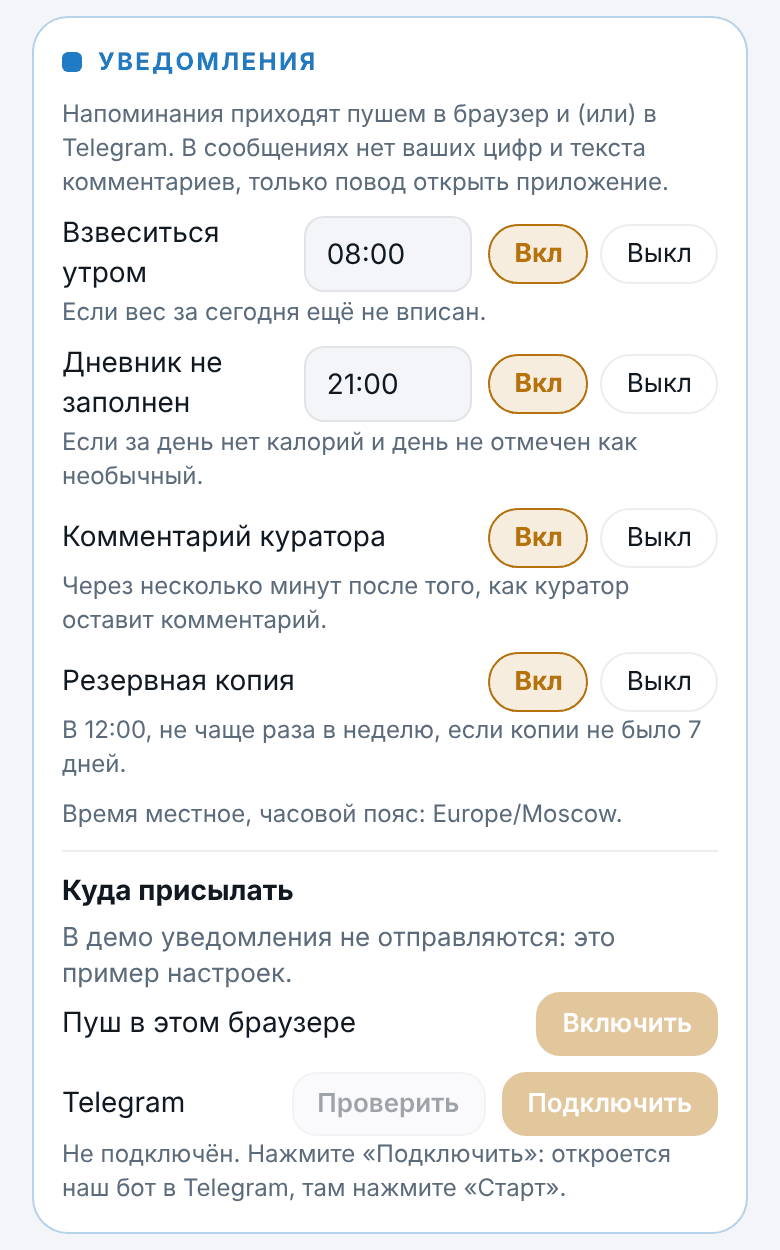 УВЕДОМЛЕНИЯ
Напоминания приходят пушем в браузер и (или) в
Telegram. В сообщениях нет ваших цифр и текста
комментариев, только повод открыть приложение.
Взвеситься
утром
08:00 Вкл Выкл
Если вес за сегодня ещё не вписан.
Дневник не
заполнен
21:00 Вкл Выкл
Если за день нет калорий и день не отмечен как
необычный.
Комментарий куратора Вкл Выкл
Через несколько минут после того, как куратор
оставит комментарий.
Резервная копия Вкл Выкл
В 12:00, не чаще раза в неделю, если копии не было 7
дней.
Время местное, часовой пояс: Europe/Moscow.
Куда присылать
В демо уведомления не отправляются: это
пример настроек.
Пуш в этом браузере Включить
Telegram Проверить Подключить
Не подключён. Нажмите «Подключить»: откроется
наш бот в Telegram, там нажмите «Старт».